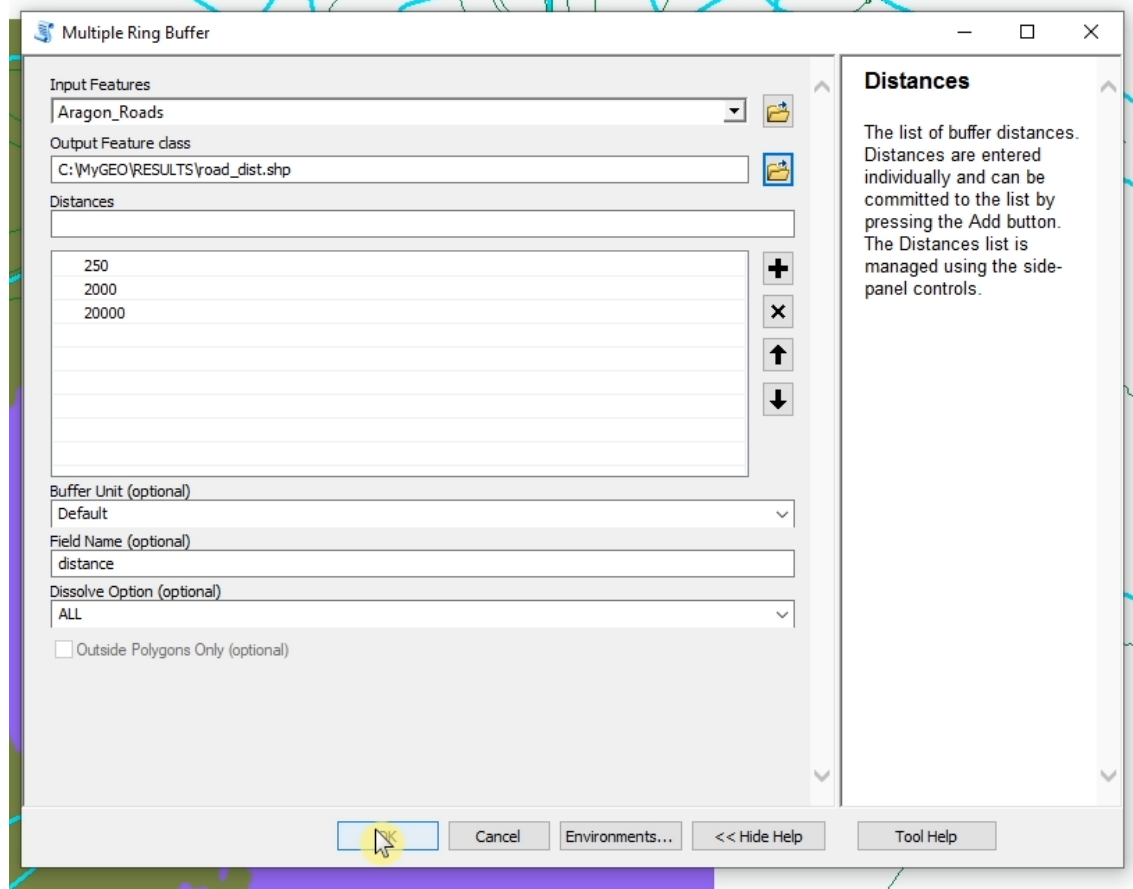 Multiple Ring Buffer
Input Features
Aragon_Roads
Output Feature class
C:\MyGEO\RESULTS\road_dist.shp
Distances
250
2000
20000
Buffer Unit (optional)
Default
Field Name (optional)
distance
Dissolve Option (optional)
ALL
Outside Polygons Only (optional)
OK
Cancel
Environments...
<< Hide Help
Tool Help
Distances
The list of buffer distances.
Distances are entered
individually and can be
committed to the list by
pressing the Add button.
The Distances list is
managed using the side-
panel controls.